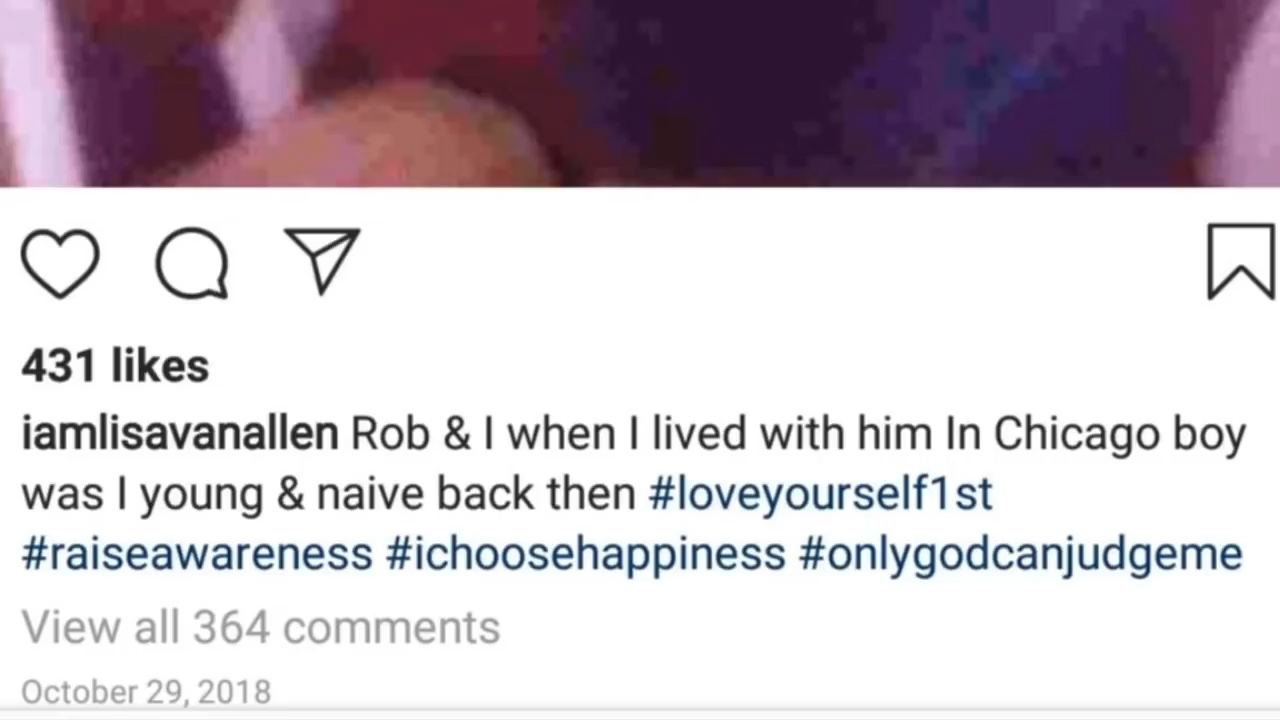 431 likes
iamlisavanallen Rob & I when I lived with him In Chicago boy
was I young & naive back then #loveyourself1st
#raiseawareness #ichoosehappiness #onlygodcanjudgeme
View all 364 comments
October 29, 2018